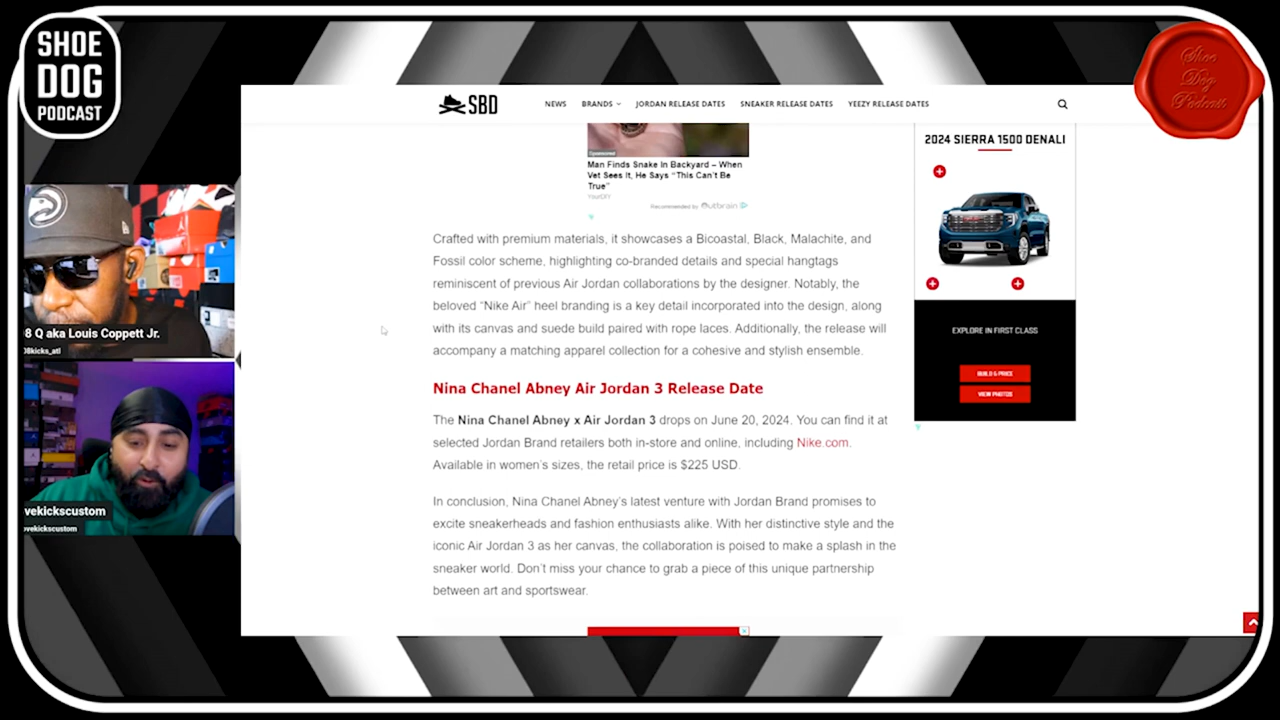 SHOE
DOG
PODCAST
Shoe
Dog
Podcast
SBD
NEWS
BRANDS
JORDAN RELEASE DATES
SNEAKER RELEASE DATES
YEEZY RELEASE DATES
Sponsored
Man Finds Snake In Backyard – When
Vet Sees It, He Says “This Can’t Be
True”
YourDIY
Recommended by Outbrain
2024 SIERRA 1500 DENALI
EXPLORE IN FIRST CLASS
BUILD & PRICE
VIEW PHOTOS
8 Q aka Louis Coppett Jr.
08kicks_atl
vekickscustom
ovekickscustom
Crafted with premium materials, it showcases a Bicoastal, Black, Malachite, and
Fossil color scheme, highlighting co-branded details and special hangtags
reminiscent of previous Air Jordan collaborations by the designer. Notably, the
beloved “Nike Air” heel branding is a key detail incorporated into the design, along
with its canvas and suede build paired with rope laces. Additionally, the release will
accompany a matching apparel collection for a cohesive and stylish ensemble.
Nina Chanel Abney Air Jordan 3 Release Date
The Nina Chanel Abney x Air Jordan 3 drops on June 20, 2024. You can find it at
selected Jordan Brand retailers both in-store and online, including Nike.com.
Available in women’s sizes, the retail price is $225 USD.
In conclusion, Nina Chanel Abney’s latest venture with Jordan Brand promises to
excite sneakerheads and fashion enthusiasts alike. With her distinctive style and the
iconic Air Jordan 3 as her canvas, the collaboration is poised to make a splash in the
sneaker world. Don’t miss your chance to grab a piece of this unique partnership
between art and sportswear.